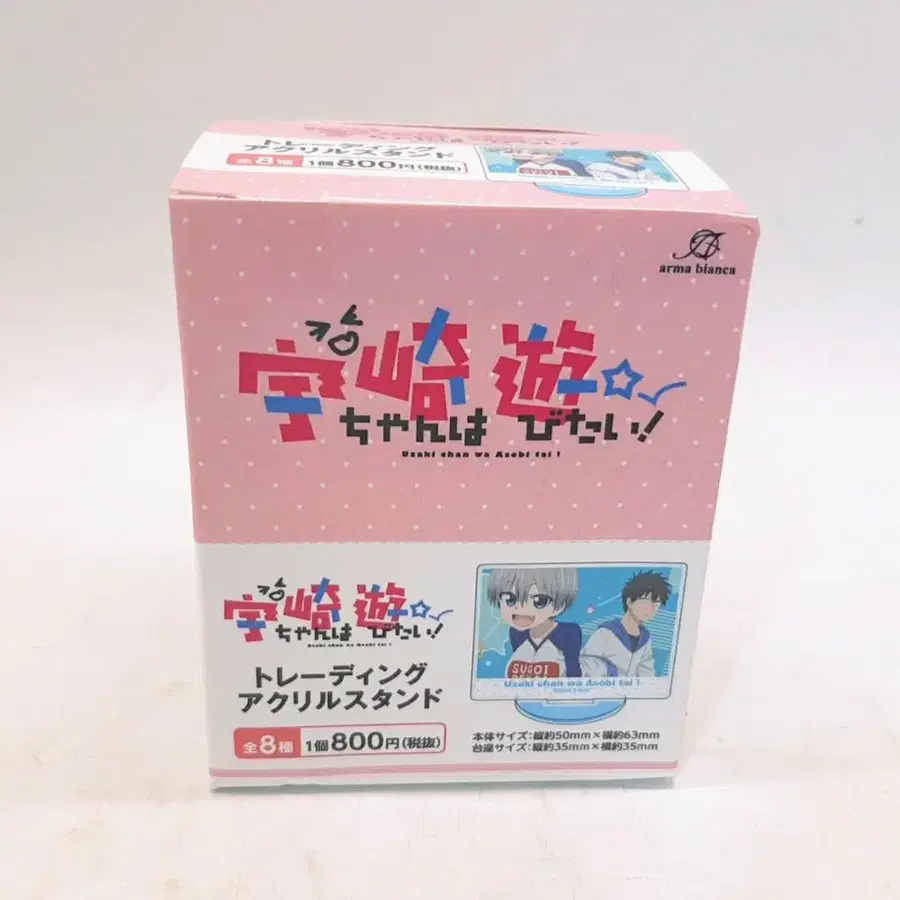 トレーディング
アクリルスタンド
全8種 1個800円(税抜)
SUGOI
arma bianca
宇崎ちゃんは遊びたい!
Uzaki chan wa Asobi tai !
宇崎ちゃんは遊びたい!
Uzaki chan wa Asobi tai !
トレーディング
アクリルスタンド
全8種 1個800円(税抜)
SUGOI
Uzaki chan wa Asobi tai !
本体サイズ:縦約50mm×横約63mm
台座サイズ:縦約35mm×横約35mm